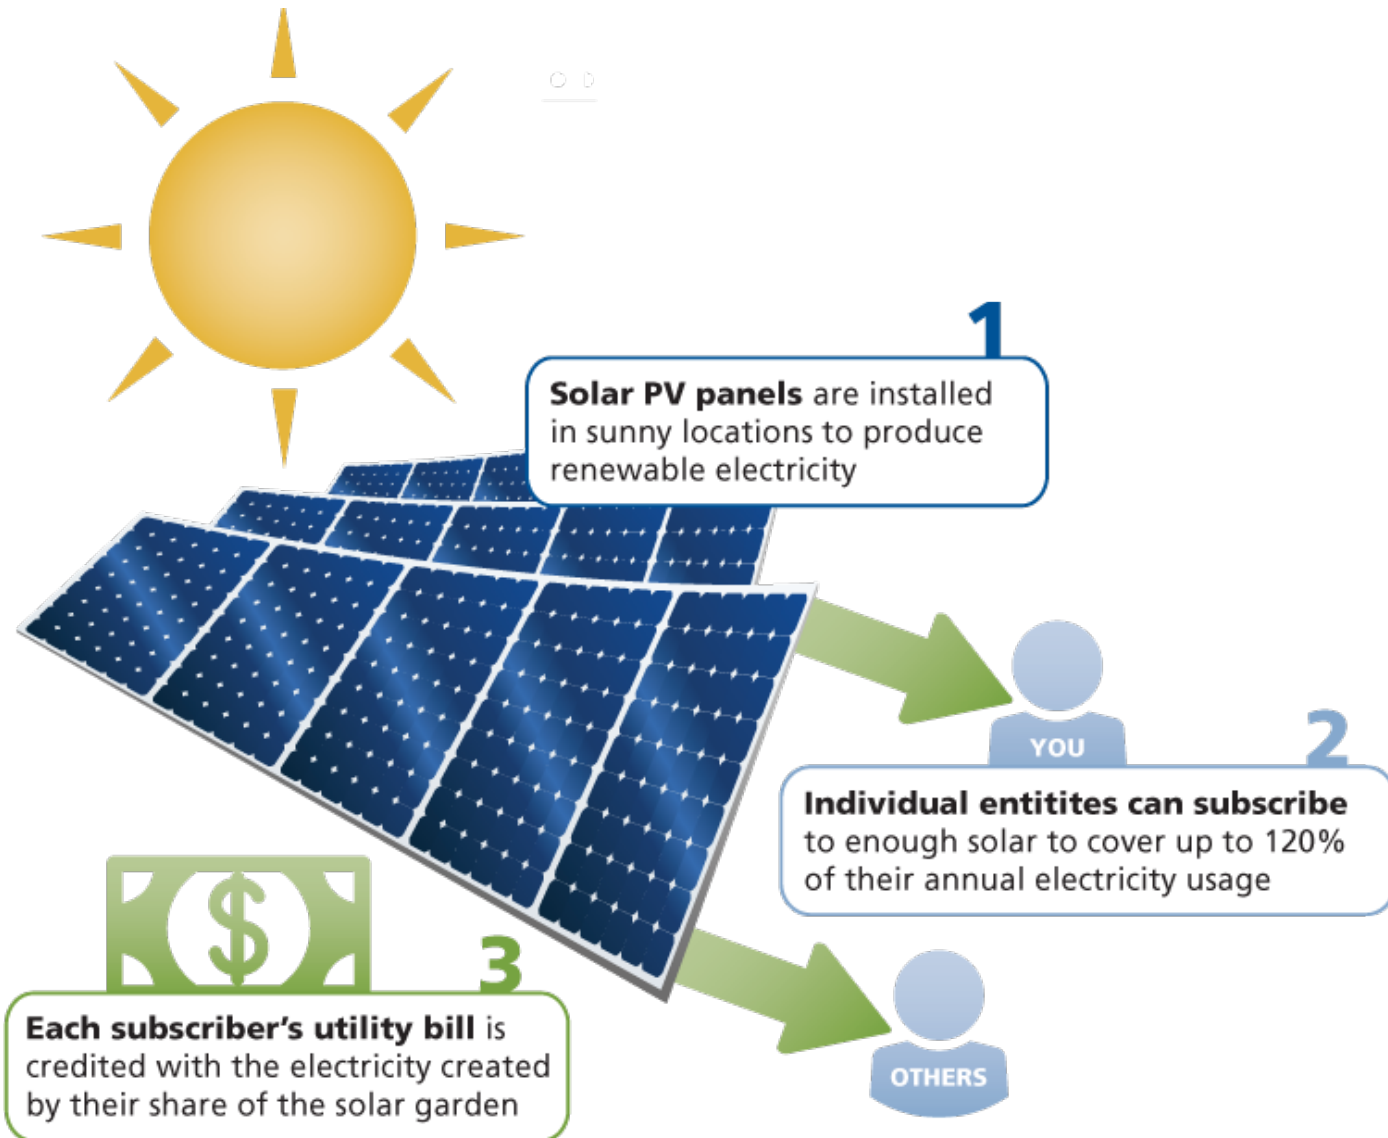 1
Solar PV panels are installed
in sunny locations to produce
renewable electricity
YOU
2
Individual entitites can subscribe
to enough solar to cover up to 120%
of their annual electricity usage
3
Each subscriber's utility bill is
credited with the electricity created
by their share of the solar garden
OTHERS